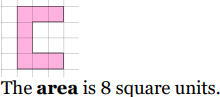 The area is 8 square units.